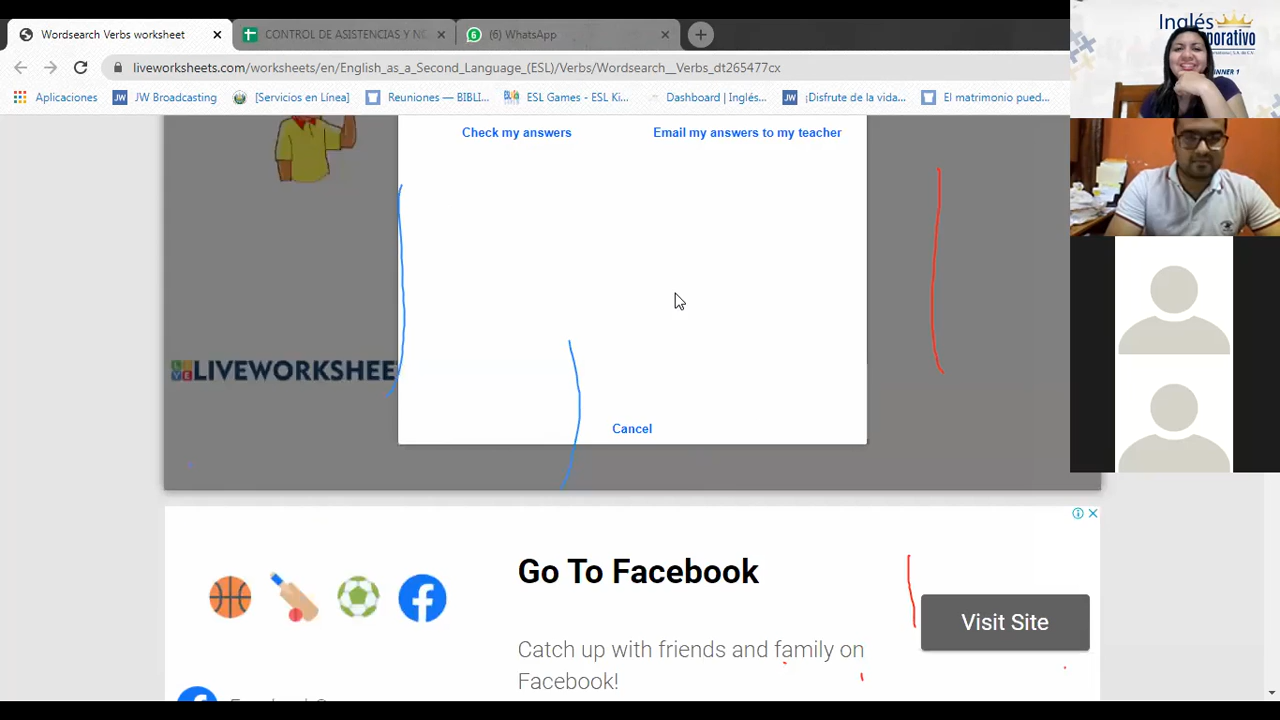 Wordsearch Verbs worksheet
CONTROL DE ASISTENCIAS Y NO
(6) WhatsApp
liveworksheets.com/worksheets/en/English_as_a_Second_Language_(ESL)/Verbs/Wordsearch__Verbs_dt265477cx
Aplicaciones
JW Broadcasting
[Servicios en Línea]
Reuniones — BIBLI...
ESL Games - ESL Ki...
Dashboard | Inglés...
¡Disfrute de la vida...
El matrimonio pued...
Inglés
porativo
NNER 1
Check my answers
Email my answers to my teacher
LIVEWORKSHEE
Cancel
Go To Facebook
Visit Site
Catch up with friends and family on
Facebook!